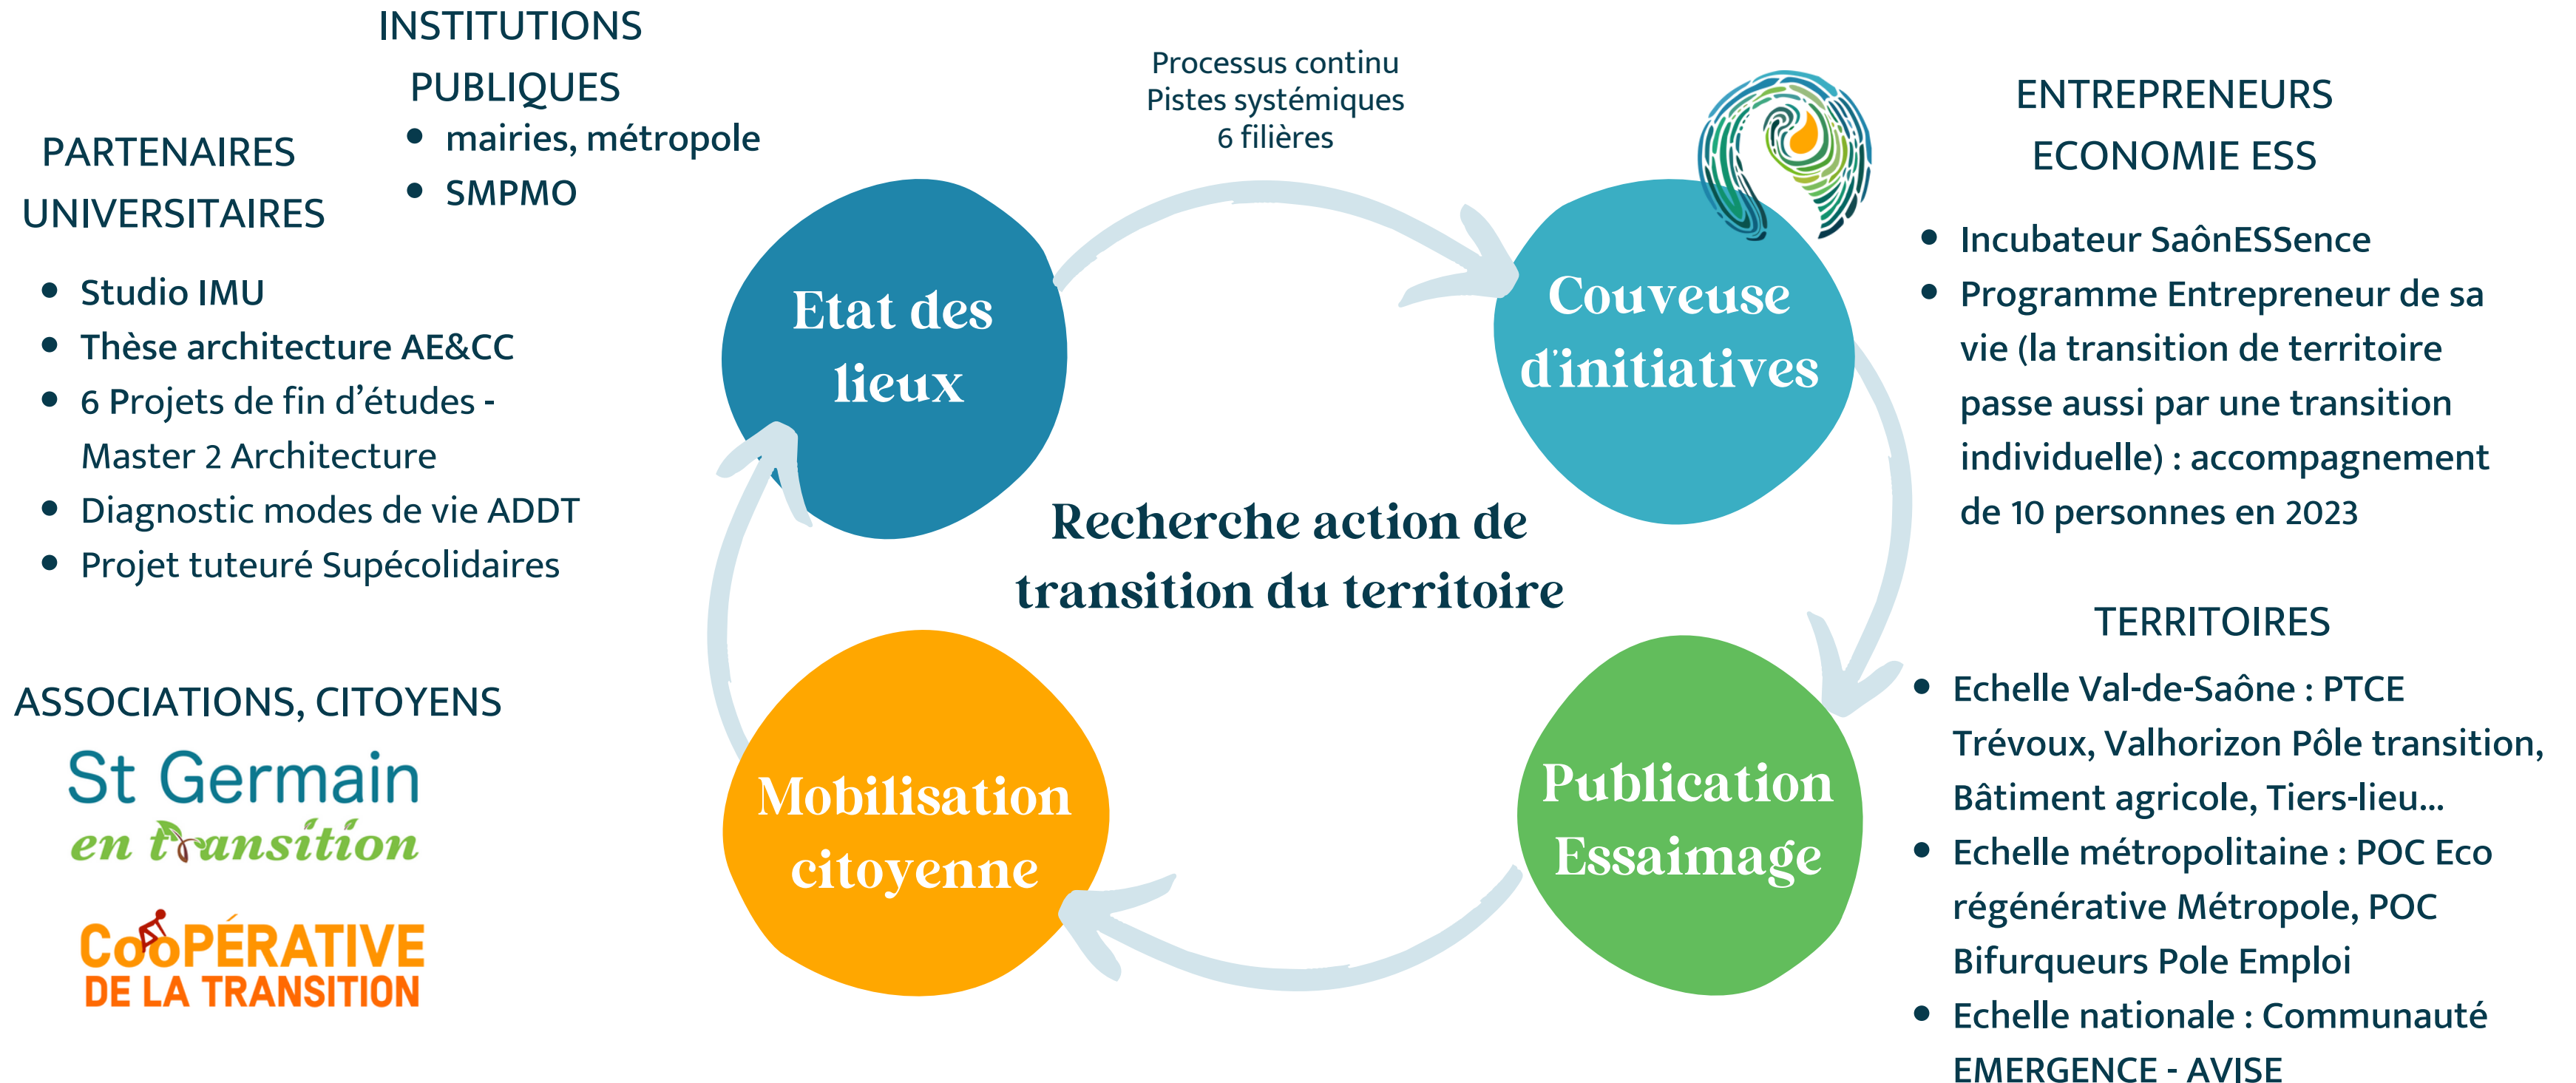 INSTITUTIONS
PUBLIQUES
mairies, métropole
SMPMO
PARTENAIRES
UNIVERSITAIRES
Studio IMU
Thèse architecture AE&CC
6 Projets de fin d'études -
Master 2 Architecture
Diagnostic modes de vie ADDT
Projet tuteuré Supécolidaires
ASSOCIATIONS, CITOYENS
St Germain
en transition
CooPÉRATIVE
DE LA TRANSITION
Processus continu
Pistes systémiques
6 filières
Etat des
lieux
Couveuse
d'initiatives
Recherche action de
transition du territoire
Mobilisation
citoyenne
Publication
Essaimage
ENTREPRENEURS
ECONOMIE ESS
Incubateur SaônESSence
Programme Entrepreneur de sa
vie (la transition de territoire
passe aussi par une transition
individuelle) : accompagnement
de 10 personnes en 2023
TERRITOIRES
Echelle Val-de-Saône : PTCE
Trévoux, Valhorizon Pôle transition,
Bâtiment agricole, Tiers-lieu...
Echelle métropolitaine : POC Eco
régénérative Métropole, POC
Bifurqueurs Pole Emploi
Echelle nationale : Communauté
EMERGENCE - AVISE